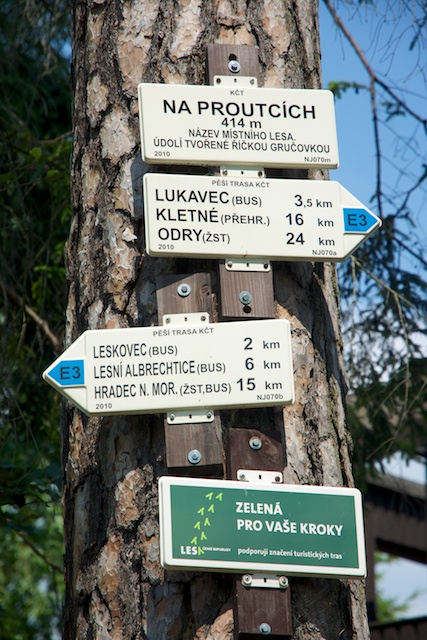 KČT
NA PROUTCÍCH
414 m
NÁZEV MÍSTNÍHO LESA.
ÚDOLÍ TVOŘENÉ ŘÍČKOU GRUČOVKOU
2010 NJ070m
PĚŠÍ TRASA KČT
LUKAVEC (BUS) 3,5 km
KLETNÉ (PŘEHR.) 16 km
ODRY (ŽST) 24 km
E3
2010 NJ070a
PĚŠÍ TRASA KČT
LESKOVEC (BUS) 2 km
E3
LESNÍ ALBRECHTICE (BUS) 6 km
HRADEC N. MOR. (ŽST,BUS) 15 km
2010 NJ070b
ZELENÁ
PRO VAŠE KROKY
LESY ČESKÉ REPUBLIKY podporují značení turistických tras